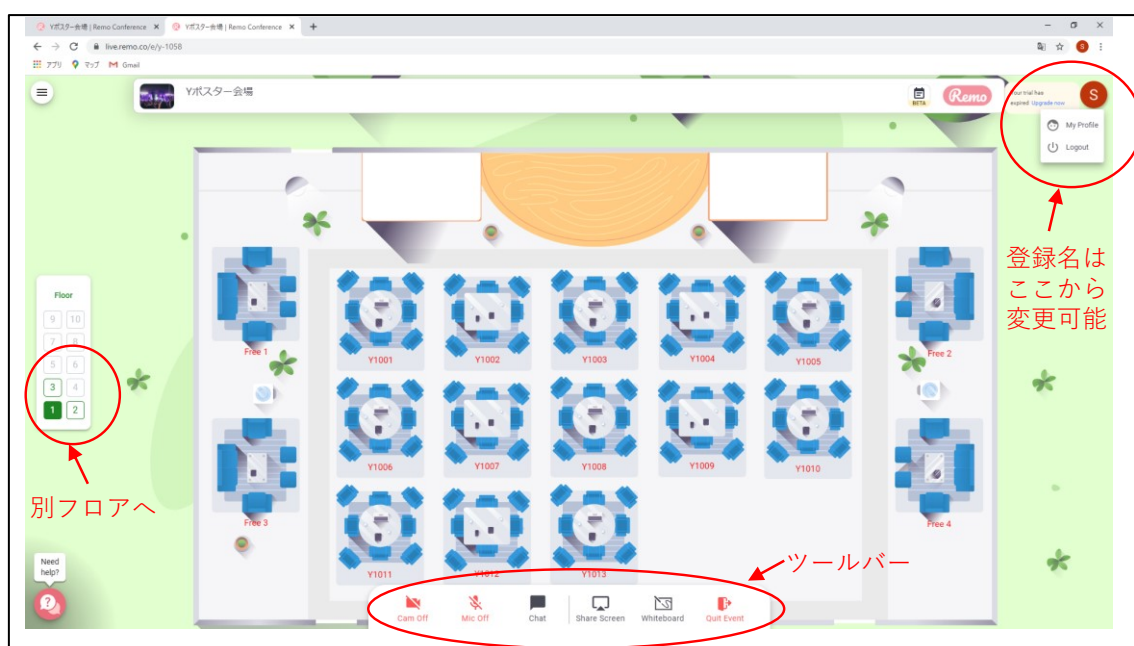 Yポスター会場 | Remo Conference × Yポスター会場 | Remo Conference × +
live.remo.co/e/y-1058 S
アプリ マップ Gmail
Yポスター会場 BETA Remo
Your trial has
expired Upgrade now S
My Profile
Logout
登録名は
ここから
変更可能
Floor
9 10
7 8
5 6
3 4
1 2
別フロアへ
Free 1
Y1001 Y1002 Y1003 Y1004 Y1005
Free 2
Y1006 Y1007 Y1008 Y1009 Y1010
Free 3
Free 4
Y1011 Y1012 Y1013
ツールバー
Need
help?
Cam Off Mic Off Chat Share Screen Whiteboard Quit Event